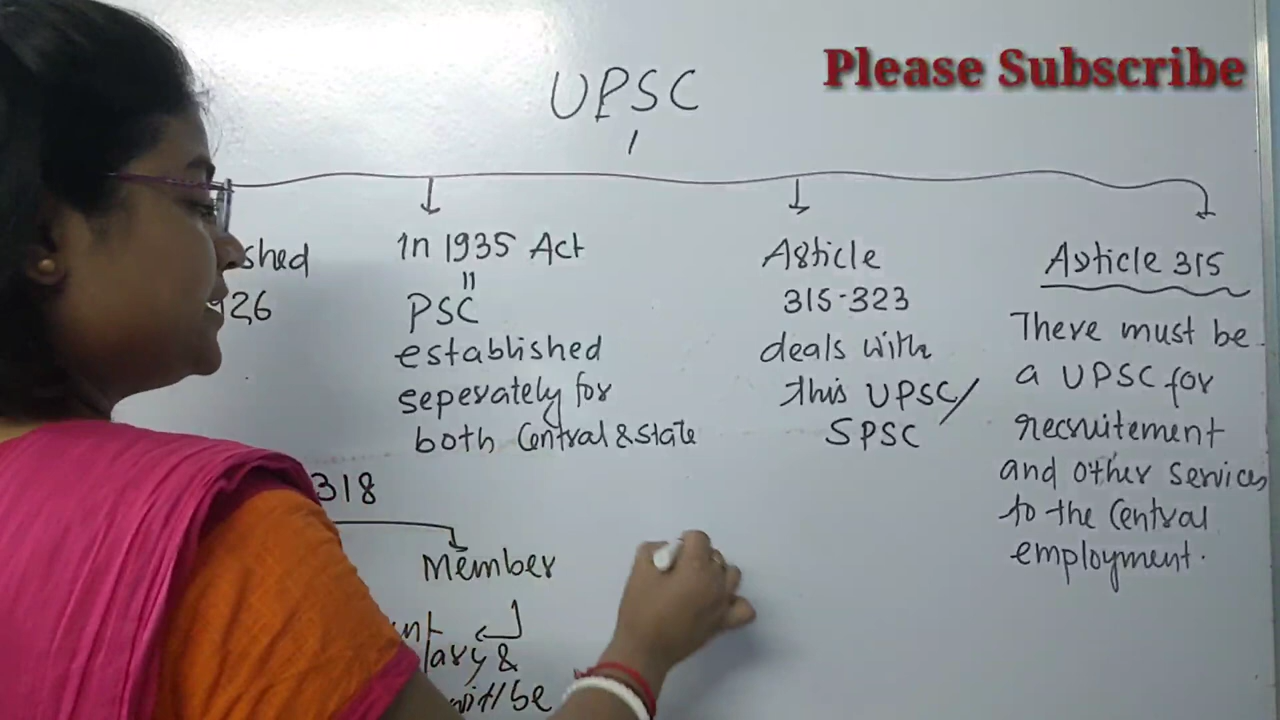 Please Subscribe
UPSC
shed
926
In 1935 Act
"
PSC
established
seperately for
both Central & State
Article
315-323
deals with
this UPSC/
SPSC
Article 315
There must be
a UPSC for
recruitement
and other services
to the Central
employment.
318
Member
&
be